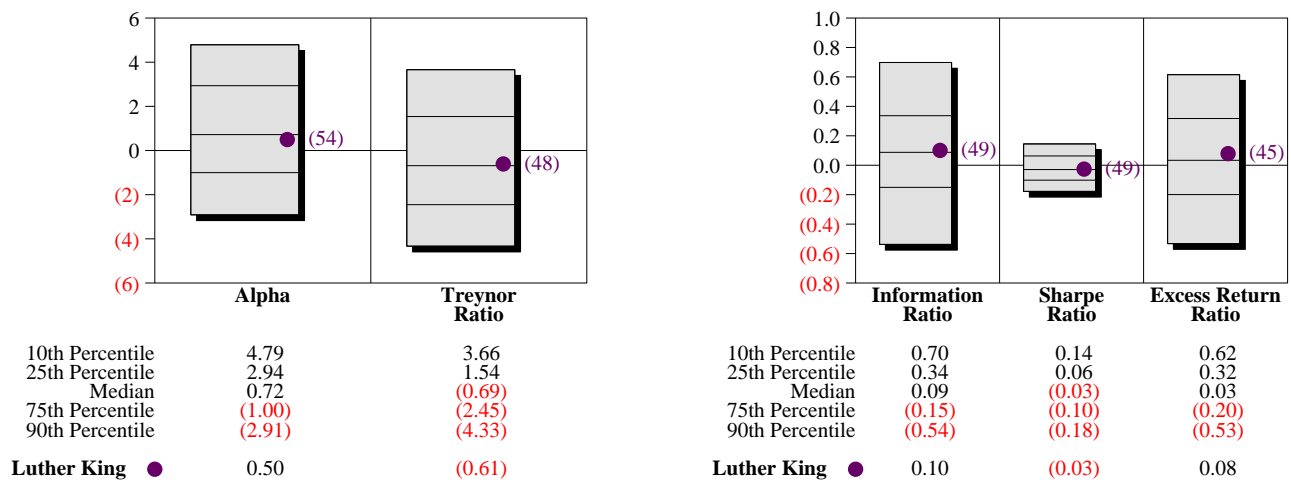 6
4
2
0
(2)
(4)
(6)
(54)
(48)
Alpha
Treynor
Ratio
10th Percentile 4.79 3.66
25th Percentile 2.94 1.54
Median 0.72 (0.69)
75th Percentile (1.00) (2.45)
90th Percentile (2.91) (4.33)
Luther King 0.50 (0.61)
1.0
0.8
0.6
0.4
0.2
0.0
(0.2)
(0.4)
(0.6)
(0.8)
(49)
(49)
(45)
Information
Ratio
Sharpe
Ratio
Excess Return
Ratio
10th Percentile 0.70 0.14 0.62
25th Percentile 0.34 0.06 0.32
Median 0.09 (0.03) 0.03
75th Percentile (0.15) (0.10) (0.20)
90th Percentile (0.54) (0.18) (0.53)
Luther King 0.10 (0.03) 0.08